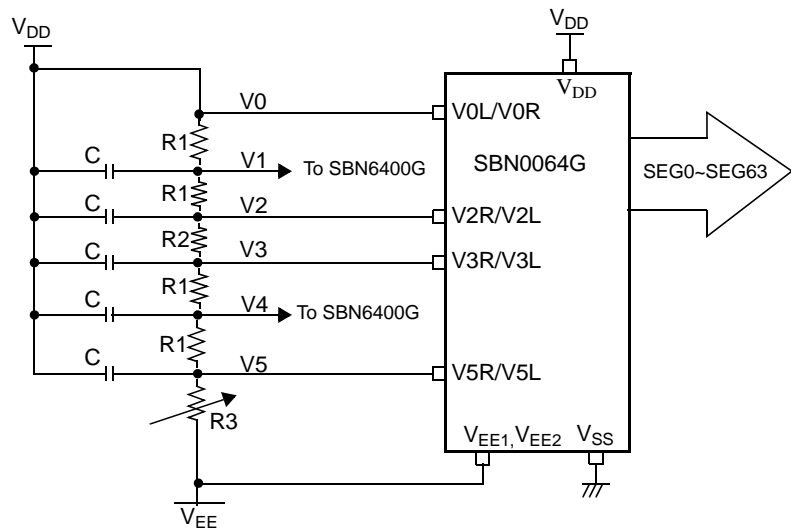 VDD
VDD
VDD
V0
V0L/V0R
R1
C
V1
To SBN6400G
SBN0064G
SEG0~SEG63
R1
C
V2
V2R/V2L
R2
C
V3
V3R/V3L
R1
C
V4
To SBN6400G
R1
C
V5
V5R/V5L
R3
VEE1,VEE2
VSS
VEE